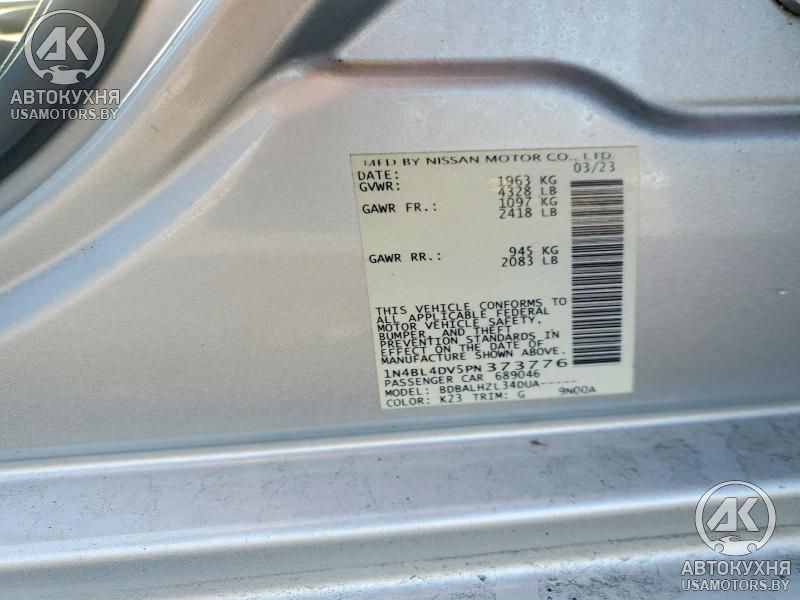 AK
АВТОКУХНЯ
USAMOTORS.BY
MFD BY NISSAN MOTOR CO., LTD.
DATE: 03/23
GVWR: 1963 KG
4328 LB
GAWR FR.: 1097 KG
2418 LB
GAWR RR.: 945 KG
2083 LB
THIS VEHICLE CONFORMS TO
ALL APPLICABLE FEDERAL
MOTOR VEHICLE SAFETY,
BUMPER, AND THEFT
PREVENTION STANDARDS IN
EFFECT ON THE DATE OF
MANUFACTURE SHOWN ABOVE.
1N4BL4DV5PN373776
PASSENGER CAR 689046
MODEL: BDBALHZL34DUA-----
COLOR: K23 TRIM: G 9N00A
AK
АВТОКУХНЯ
USAMOTORS.BY